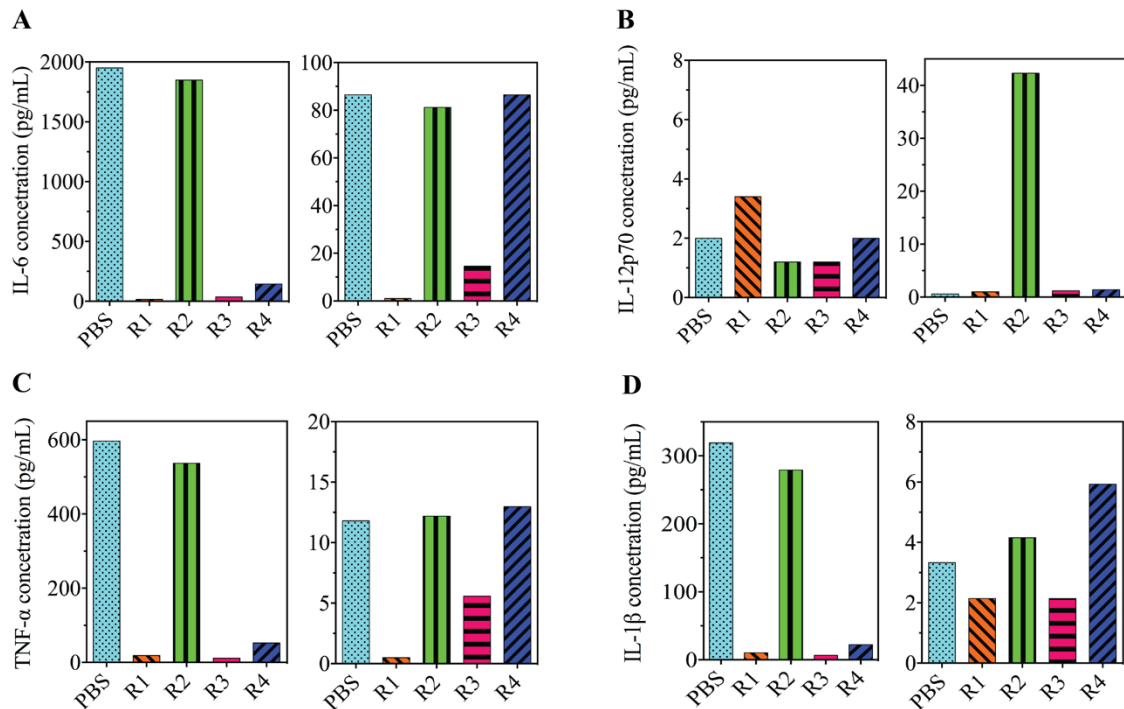 A
IL-6 concetration (pg/mL)
2000
1500
1000
500
0
PBS R1 R2 R3 R4
100
80
60
40
20
0
PBS R1 R2 R3 R4
B
IL-12p70 concetration (pg/mL)
8
6
4
2
0
PBS R1 R2 R3 R4
40
30
20
10
0
PBS R1 R2 R3 R4
C
TNF-α concetration (pg/mL)
600
400
200
0
PBS R1 R2 R3 R4
20
15
10
5
0
PBS R1 R2 R3 R4
D
IL-1β concetration (pg/mL)
300
200
100
0
PBS R1 R2 R3 R4
8
6
4
2
0
PBS R1 R2 R3 R4